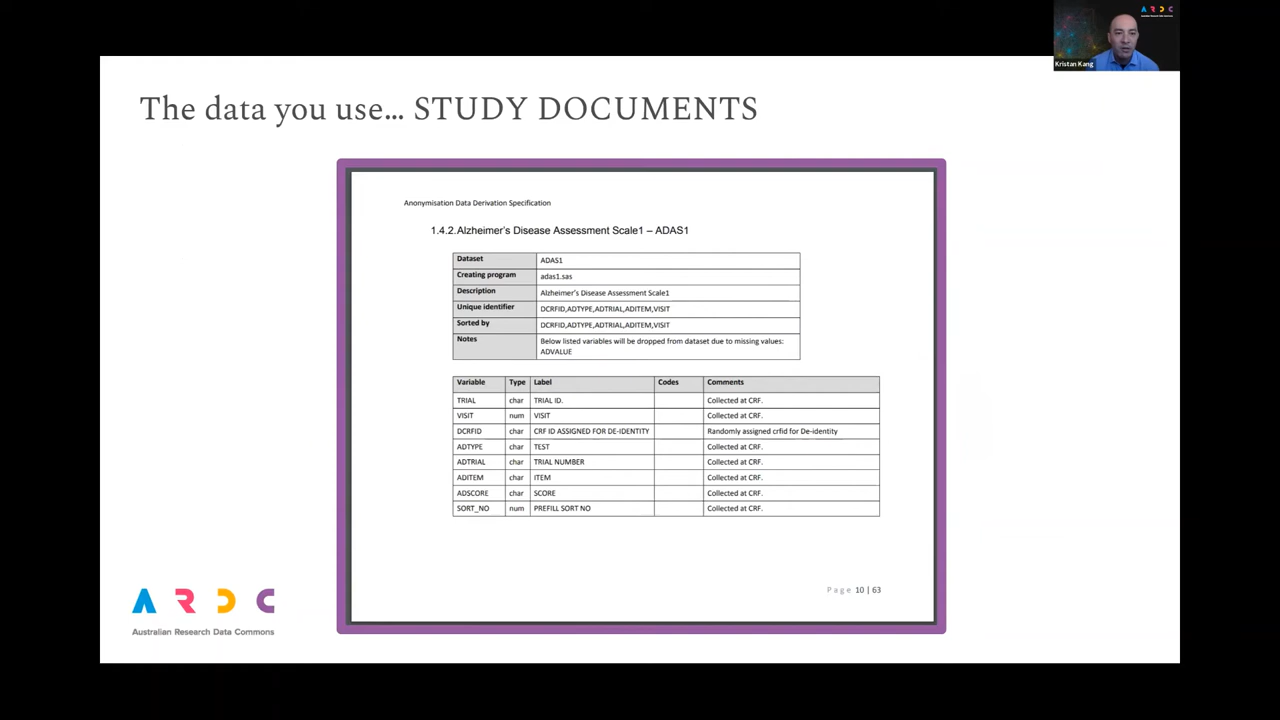 A R D C
Kristan Kang
The data you use... STUDY DOCUMENTS
Anonymisation Data Derivation Specification
1.4.2.Alzheimer's Disease Assessment Scale1 – ADAS1
Dataset ADAS1
Creating program adas1.sas
Description Alzheimer's Disease Assessment Scale1
Unique identifier DCRFID,ADTYPE,ADTRIAL,ADITEM,VISIT
Sorted by DCRFID,ADTYPE,ADTRIAL,ADITEM,VISIT
Notes Below listed variables will be dropped from dataset due to missing values:
ADVALUE
Variable Type Label Codes Comments
TRIAL char TRIAL ID. Collected at CRF.
VISIT num VISIT Collected at CRF.
DCRFID char CRF ID ASSIGNED FOR DE-IDENTITY Randomly assigned crfid for De-identity
ADTYPE char TEST Collected at CRF.
ADTRIAL char TRIAL NUMBER Collected at CRF.
ADITEM char ITEM Collected at CRF.
ADSCORE char SCORE Collected at CRF.
SORT_NO num PREFILL SORT NO Collected at CRF.
Page 10 | 63
A R D C
Australian Research Data Commons